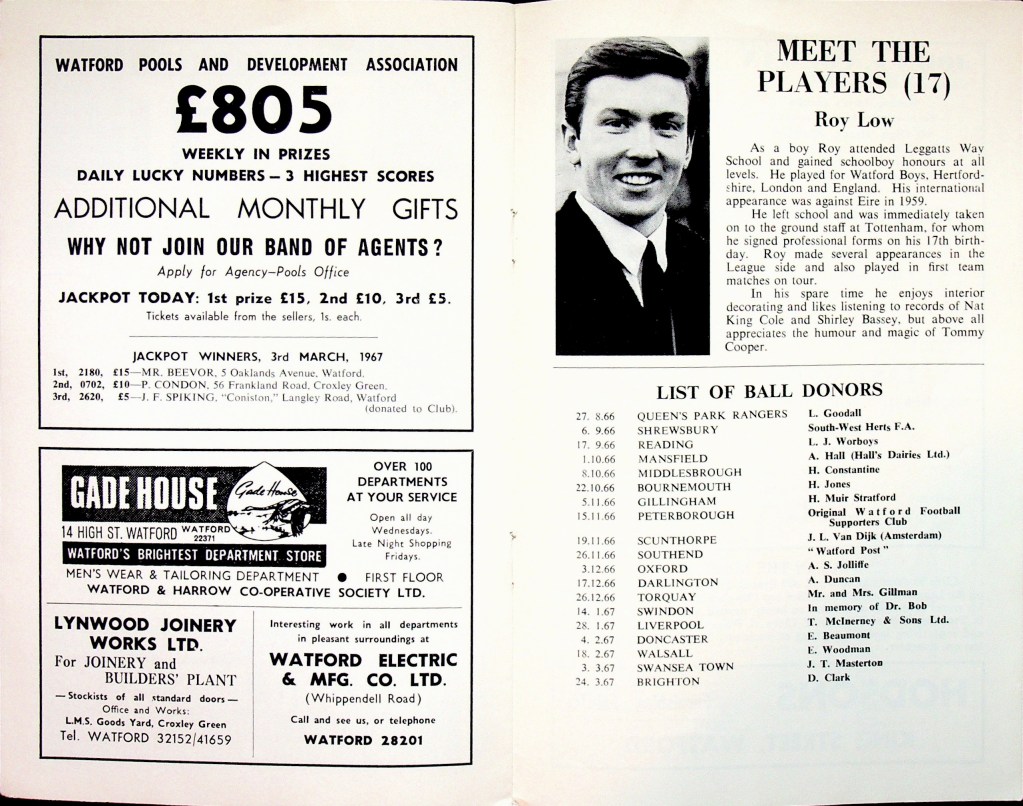 WATFORD POOLS AND DEVELOPMENT ASSOCIATION
£805
WEEKLY IN PRIZES
DAILY LUCKY NUMBERS – 3 HIGHEST SCORES
ADDITIONAL MONTHLY GIFTS
WHY NOT JOIN OUR BAND OF AGENTS ?
Apply for Agency–Pools Office
JACKPOT TODAY: 1st prize £15, 2nd £10, 3rd £5.
Tickets available from the sellers, 1s. each.
JACKPOT WINNERS, 3rd MARCH, 1967
1st, 2180, £15—MR. BEEVOR, 5 Oaklands Avenue, Watford.
2nd, 0702, £10—P. CONDON, 56 Frankland Road, Croxley Green.
3rd, 2620, £5—J. F. SPIKING, "Coniston," Langley Road, Watford
(donated to Club).
GADE HOUSE
Gade House
14 HIGH ST. WATFORD WATFORD 22371
WATFORD'S BRIGHTEST DEPARTMENT STORE
OVER 100
DEPARTMENTS
AT YOUR SERVICE
Open all day
Wednesdays.
Late Night Shopping
Fridays.
MEN'S WEAR & TAILORING DEPARTMENT ● FIRST FLOOR
WATFORD & HARROW CO-OPERATIVE SOCIETY LTD.
LYNWOOD JOINERY
WORKS LTD.
For JOINERY and
BUILDERS' PLANT
— Stockists of all standard doors —
Office and Works:
L.M.S. Goods Yard, Croxley Green
Tel. WATFORD 32152/41659
Interesting work in all departments
in pleasant surroundings at
WATFORD ELECTRIC
& MFG. CO. LTD.
(Whippendell Road)
Call and see us, or telephone
WATFORD 28201
MEET THE
PLAYERS (17)
Roy Low
As a boy Roy attended Leggatts Way
School and gained schoolboy honours at all
levels. He played for Watford Boys, Hertford-
shire, London and England. His international
appearance was against Eire in 1959.
He left school and was immediately taken
on to the ground staff at Tottenham, for whom
he signed professional forms on his 17th birth-
day. Roy made several appearances in the
League side and also played in first team
matches on tour.
In his spare time he enjoys interior
decorating and likes listening to records of Nat
King Cole and Shirley Bassey, but above all
appreciates the humour and magic of Tommy
Cooper.
LIST OF BALL DONORS
27. 8.66 QUEEN'S PARK RANGERS L. Goodall
6. 9.66 SHREWSBURY South-West Herts F.A.
17. 9.66 READING L. J. Worboys
1.10.66 MANSFIELD A. Hall (Hall's Dairies Ltd.)
8.10.66 MIDDLESBROUGH H. Constantine
22.10.66 BOURNEMOUTH H. Jones
5.11.66 GILLINGHAM H. Muir Stratford
15.11.66 PETERBOROUGH Original Watford Football
Supporters Club
19.11.66 SCUNTHORPE J. L. Van Dijk (Amsterdam)
26.11.66 SOUTHEND "Watford Post"
3.12.66 OXFORD A. S. Jolliffe
17.12.66 DARLINGTON A. Duncan
26.12.66 TORQUAY Mr. and Mrs. Gillman
14. 1.67 SWINDON In memory of Dr. Bob
28. 1.67 LIVERPOOL T. McInerney & Sons Ltd.
4. 2.67 DONCASTER E. Beaumont
18. 2.67 WALSALL E. Woodman
3. 3.67 SWANSEA TOWN J. T. Masterton
24. 3.67 BRIGHTON D. Clark